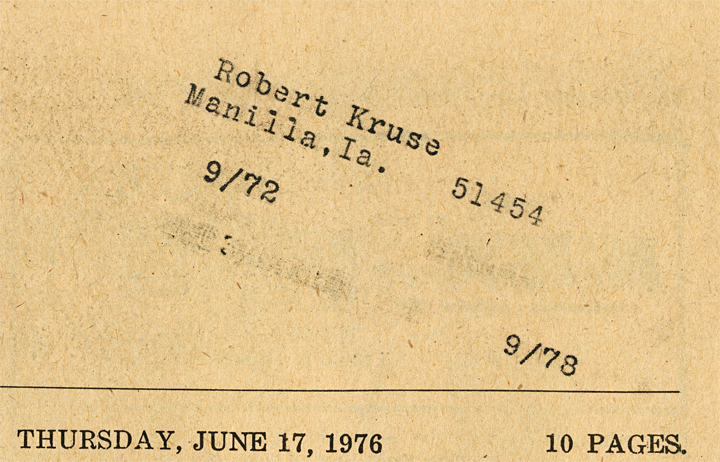 Robert Kruse
Manilla, Ia. 51454
9/72
9/78
THURSDAY, JUNE 17, 1976 10 PAGES.